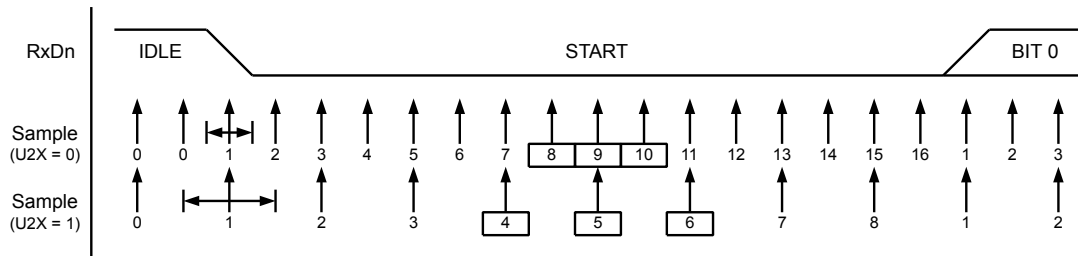 RxDn IDLE START BIT 0
Sample
(U2X = 0)
0 0 1 2 3 4 5 6 7 8 9 10 11 12 13 14 15 16 1 2 3
Sample
(U2X = 1)
0 1 2 3 4 5 6 7 8 1 2